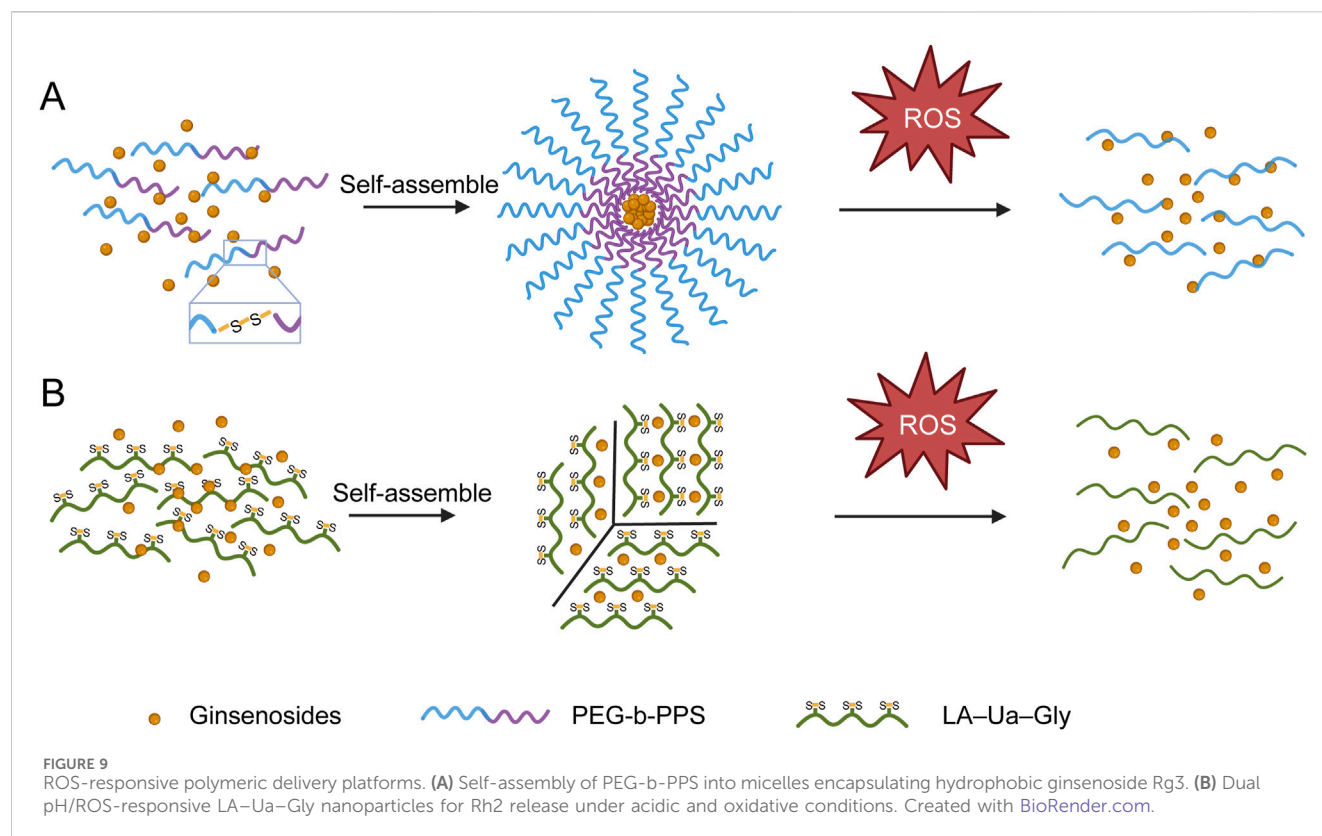 A
Self-assemble
ROS
S S
B
S=S S=S S=S S=S S=S S=S
S=S S=S S=S S=S S=S S=S
S=S S=S S=S S=S S=S S=S
S=S S=S S=S S=S S=S S=S
Self-assemble
S=S S=S S=S S=S S=S S=S
S=S S=S S=S S=S S=S S=S
S=S S=S S=S S=S S=S S=S
S=S S=S S=S S=S S=S S=S
ROS
Ginsenosides
PEG-b-PPS
S=S S=S S=S
LA–Ua–Gly
FIGURE 9
ROS-responsive polymeric delivery platforms. (A) Self-assembly of PEG-b-PPS into micelles encapsulating hydrophobic ginsenoside Rg3. (B) Dual
pH/ROS-responsive LA–Ua–Gly nanoparticles for Rh2 release under acidic and oxidative conditions. Created with BioRender.com.